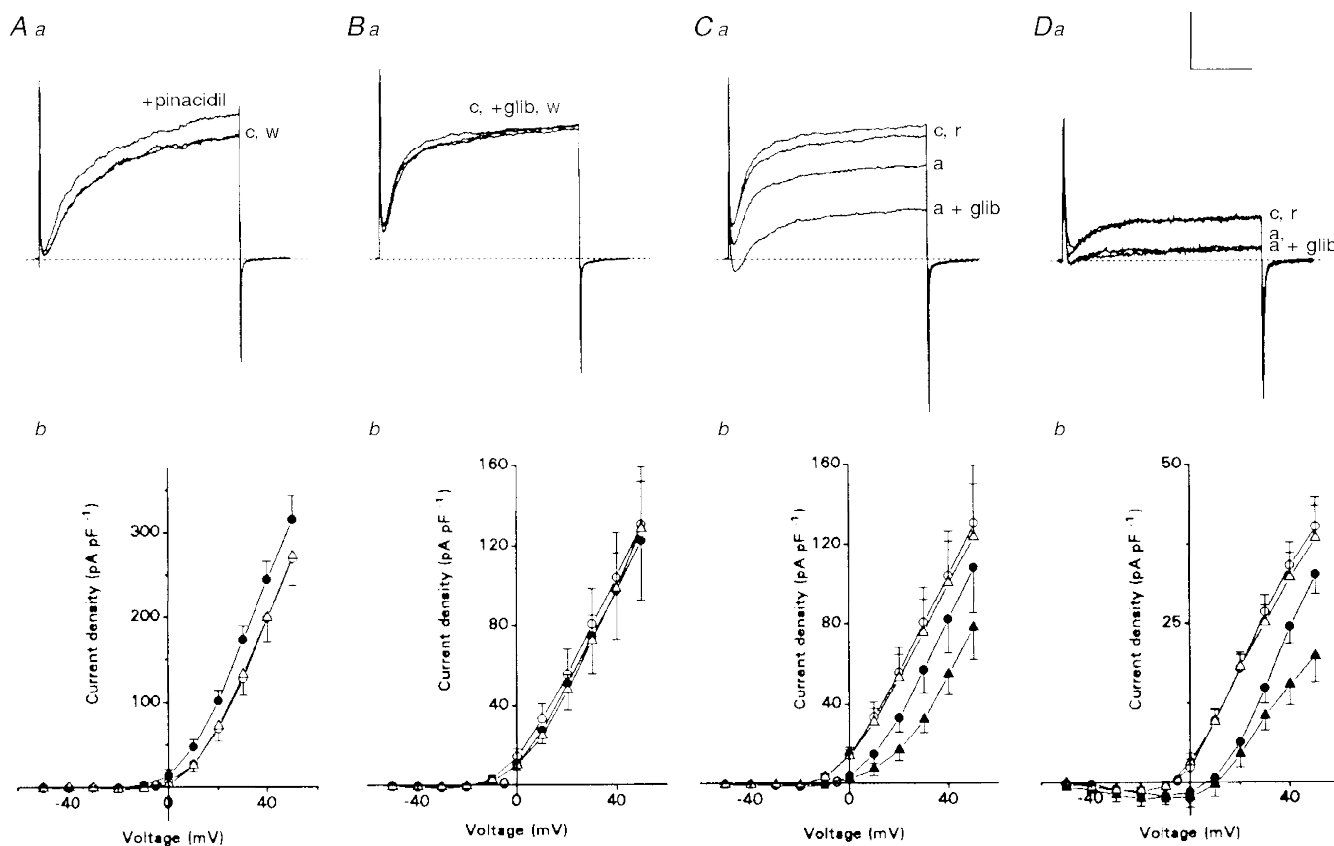 A a
B a
C a
D a
+pinacidil
c, w
c, +glib, w
c, r
a
a + glib
c, r
a,
a + glib
b
b
b
b
Current density (pA pF⁻¹)
300
200
100
-40
0
40
Voltage (mV)
Current density (pA pF⁻¹)
160
120
80
40
-40
0
40
Voltage (mV)
Current density (pA pF⁻¹)
160
120
80
40
-40
0
40
Voltage (mV)
Current density (pA pF⁻¹)
50
25
-40
40
Voltage (mV)